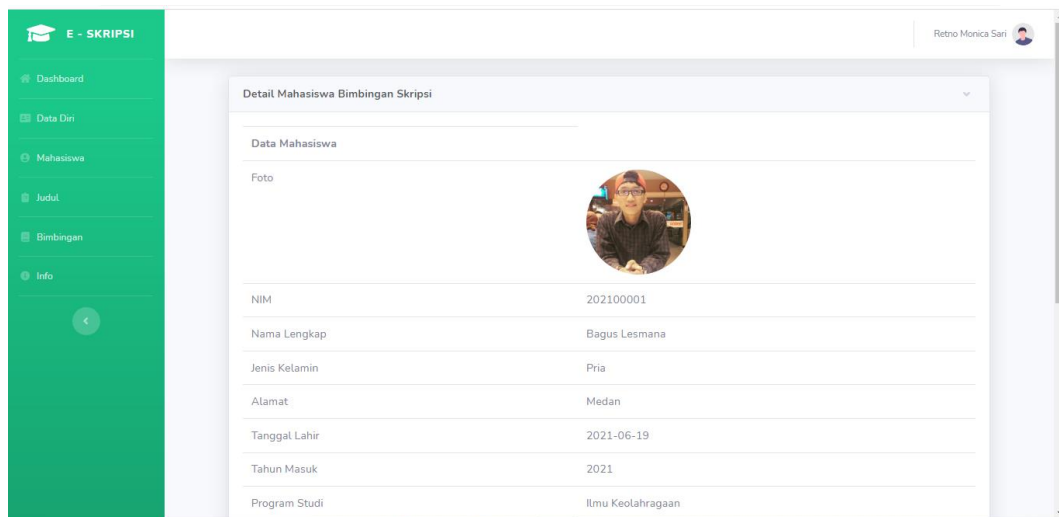 E - SKRIPSI
Retno Monica Sari
Dashboard
Data Diri
Mahasiswa
Judul
Bimbingan
Info
Detail Mahasiswa Bimbingan Skripsi
Data Mahasiswa
Foto
NIM 202100001
Nama Lengkap Bagus Lesmana
Jenis Kelamin Pria
Alamat Medan
Tanggal Lahir 2021-06-19
Tahun Masuk 2021
Program Studi Ilmu Keolahragaan